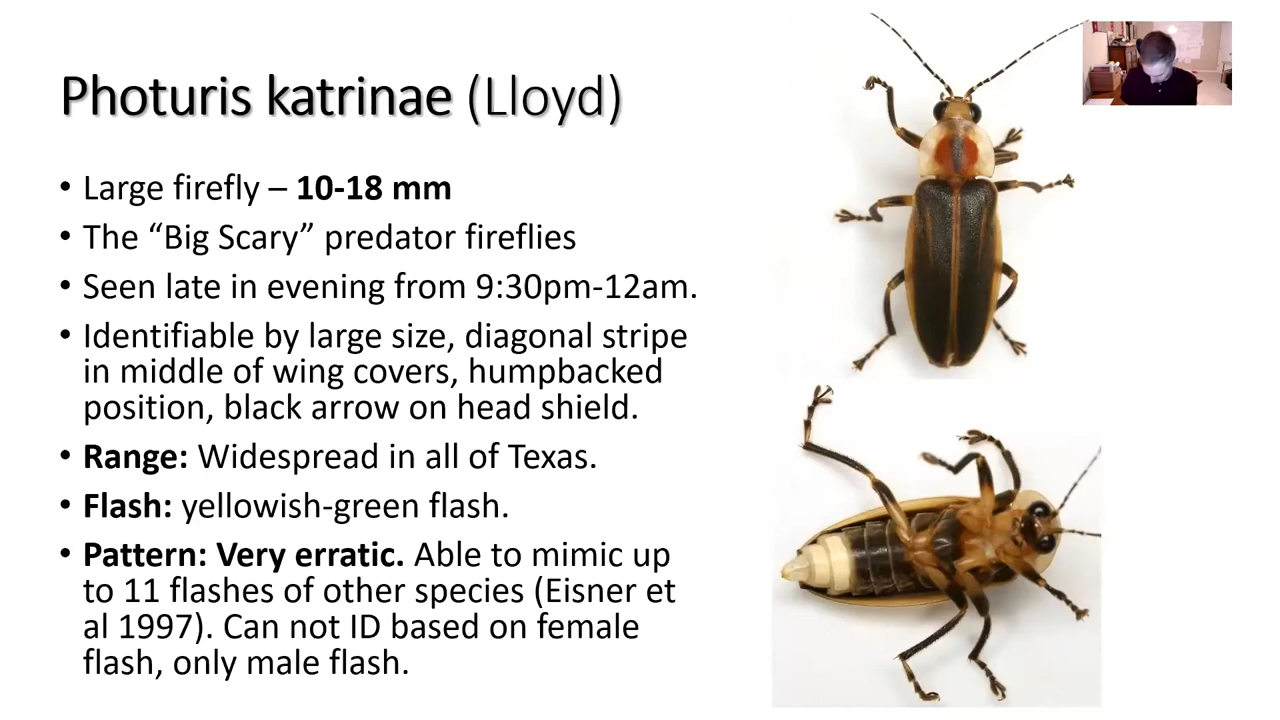 Photuris katrinae (Lloyd)
• Large firefly – 10-18 mm
• The “Big Scary” predator fireflies
• Seen late in evening from 9:30pm-12am.
• Identifiable by large size, diagonal stripe
in middle of wing covers, humpbacked
position, black arrow on head shield.
• Range: Widespread in all of Texas.
• Flash: yellowish-green flash.
• Pattern: Very erratic. Able to mimic up
to 11 flashes of other species (Eisner et
al 1997). Can not ID based on female
flash, only male flash.